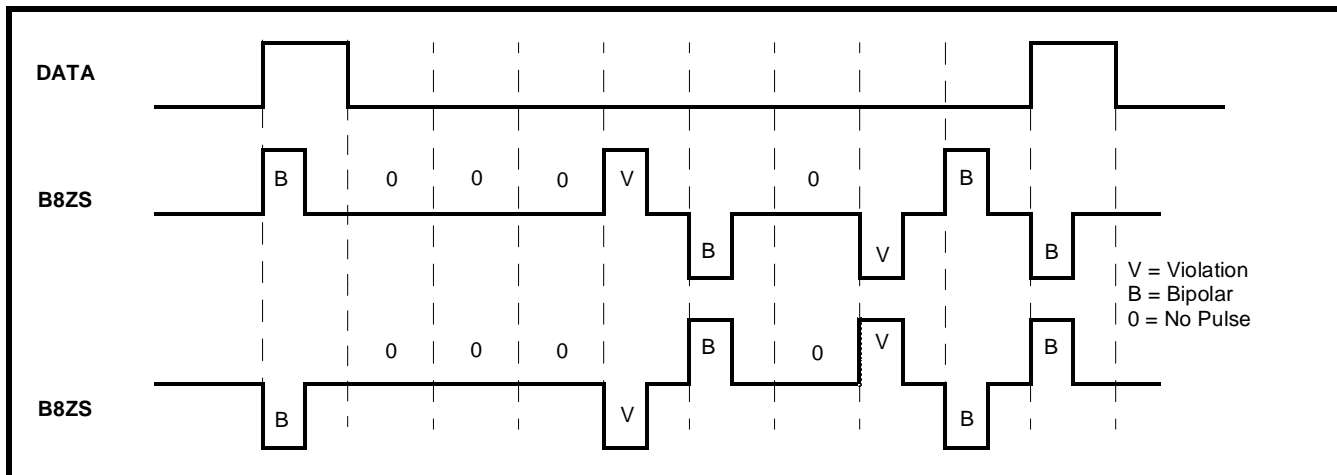 DATA
B8ZS
B 0 0 0 V B 0 V B B
V = Violation
B = Bipolar
0 = No Pulse
B8ZS
B 0 0 0 V B 0 V B B